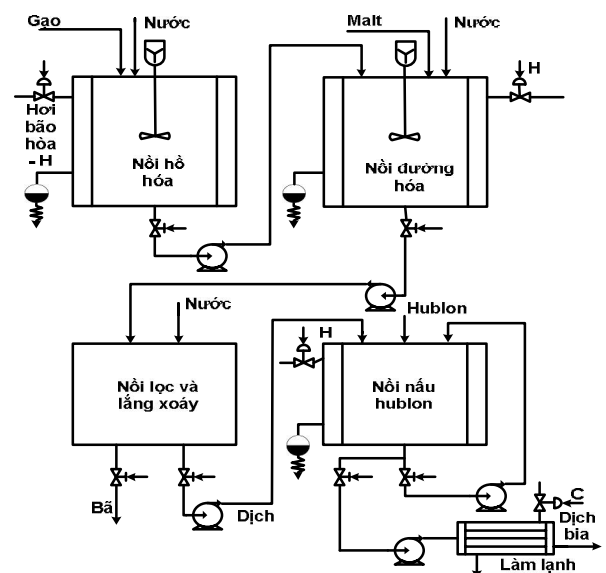 Gạo
Nước
Malt
Nước
H
Hơi
bão
hòa
- H
Nồi hồ
hóa
Nồi đường
hóa
Nước
Hublon
H
Nồi lọc và
lắng xoáy
Nồi nấu
hublon
Bã
Dịch
C
Dịch
bia
Làm lạnh